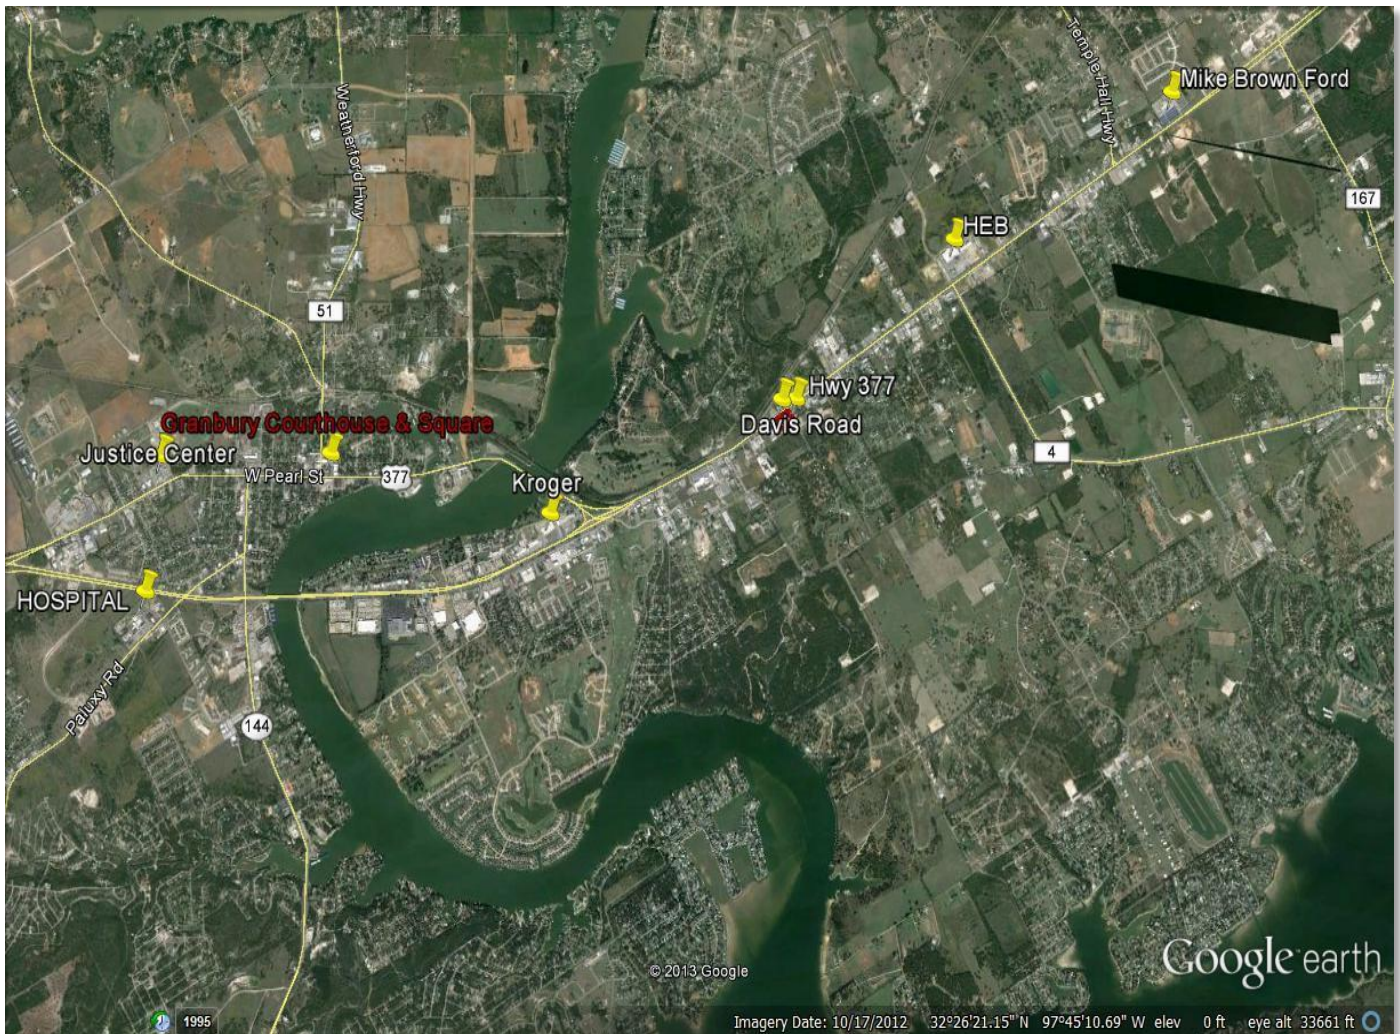 Temple Hall Hwy
Mike Brown Ford
Weatherford Hwy
167
HEB
51
Hwy 377
Granbury Courthouse & Square
Davis Road
Justice Center
4
W Pearl St
377
Kroger
HOSPITAL
Paluxy Rd
144
Google earth
© 2013 Google
1995
Imagery Date: 10/17/2012 32°26'21.15" N 97°45'10.69" W elev 0 ft eye alt 33661 ft